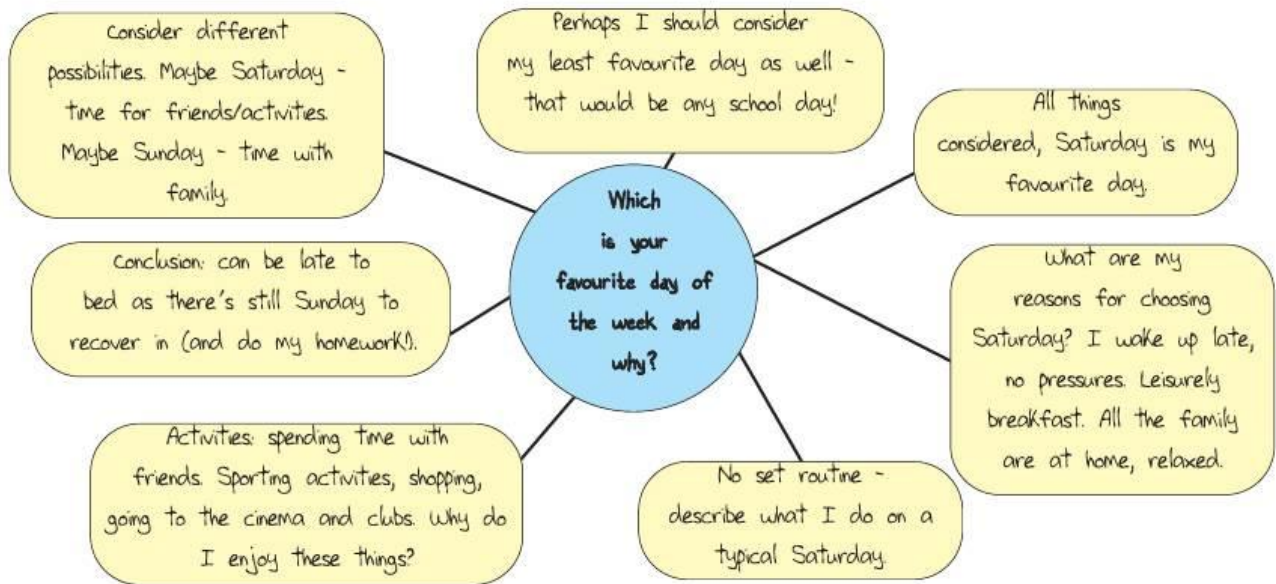 Consider different
possibilities. Maybe Saturday -
time for friends/activities.
Maybe Sunday - time with
family.
Perhaps I should consider
my least favourite day as well -
that would be any school day!
All things
considered, Saturday is my
favourite day.
Which
is your
favourite day of
the week and
why?
What are my
reasons for choosing
Saturday? I wake up late,
no pressures. Leisurely
breakfast. All the family
are at home, relaxed.
No set routine -
describe what I do on a
typical Saturday.
Activities: spending time with
friends. Sporting activities, shopping,
going to the cinema and clubs. Why do
I enjoy these things?
Conclusion: can be late to
bed as there's still Sunday to
recover in (and do my homework!).